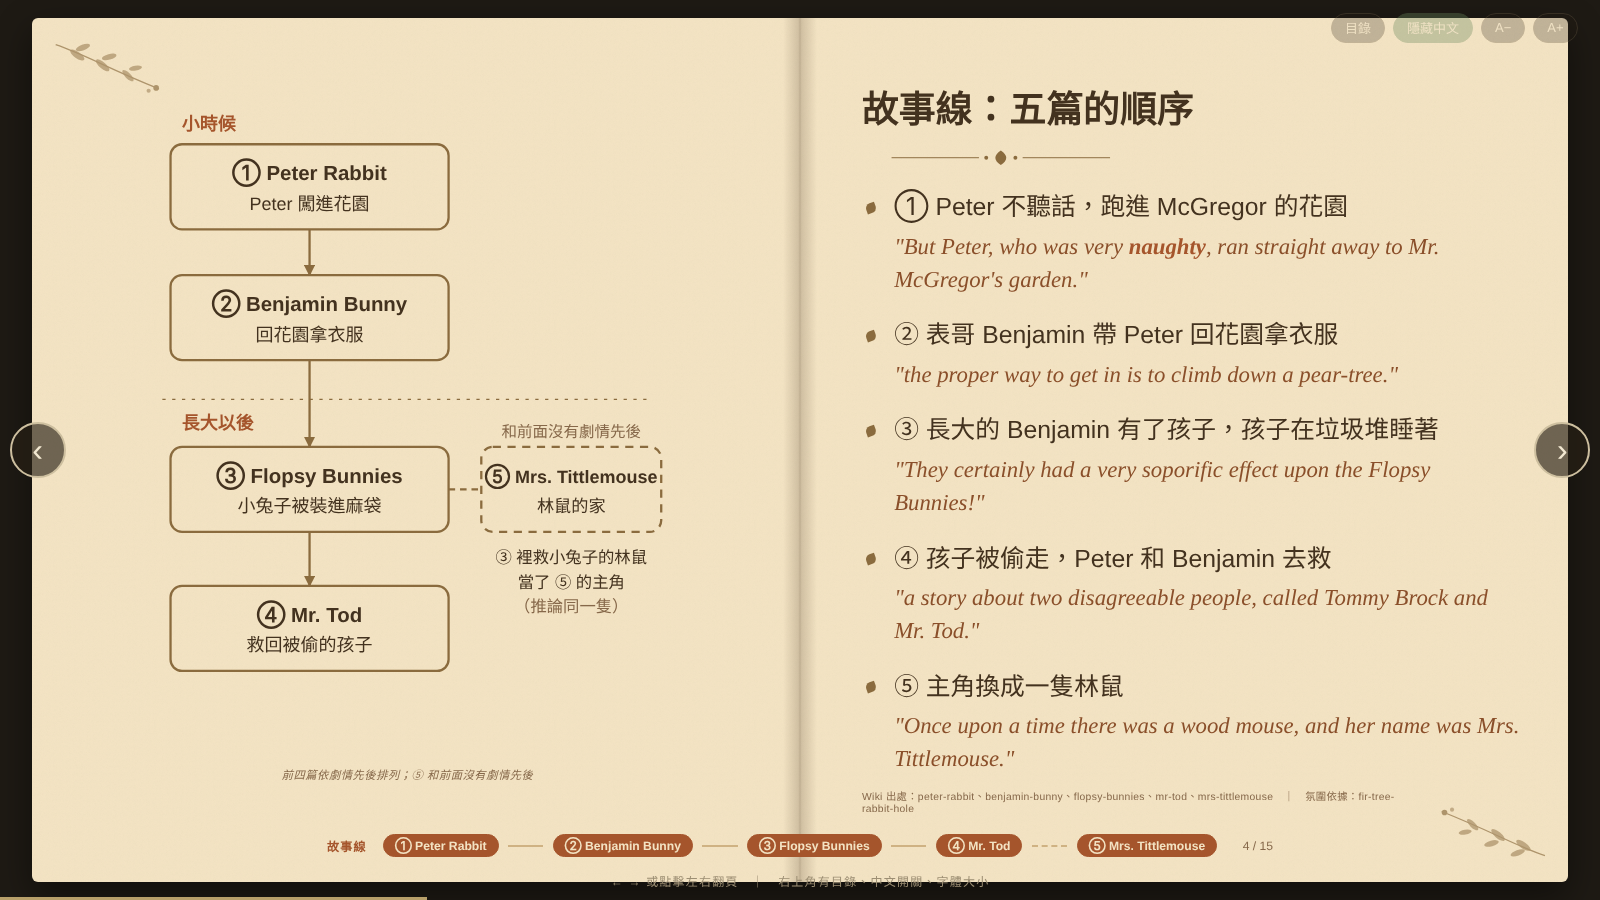 目錄
隱藏中文
A−
A+
小時候
① Peter Rabbit
Peter 闖進花園
② Benjamin Bunny
回花園拿衣服
長大以後
和前面沒有劇情先後
③ Flopsy Bunnies
小兔子被裝進麻袋
⑤ Mrs. Tittlemouse
林鼠的家
③ 裡救小兔子的林鼠
當了 ⑤ 的主角
（推論同一隻）
④ Mr. Tod
救回被偷的孩子
前四篇依劇情先後排列；⑤ 和前面沒有劇情先後
故事線：五篇的順序
① Peter 不聽話，跑進 McGregor 的花園
"But Peter, who was very naughty, ran straight away to Mr.
McGregor's garden."
② 表哥 Benjamin 帶 Peter 回花園拿衣服
"the proper way to get in is to climb down a pear-tree."
③ 長大的 Benjamin 有了孩子，孩子在垃圾堆睡著
"They certainly had a very soporific effect upon the Flopsy
Bunnies!"
④ 孩子被偷走，Peter 和 Benjamin 去救
"a story about two disagreeable people, called Tommy Brock and
Mr. Tod."
⑤ 主角換成一隻林鼠
"Once upon a time there was a wood mouse, and her name was Mrs.
Tittlemouse."
Wiki 出處：peter-rabbit、benjamin-bunny、flopsy-bunnies、mr-tod、mrs-tittlemouse ｜ 氛圍依據：fir-tree-
rabbit-hole
故事線 ① Peter Rabbit ② Benjamin Bunny ③ Flopsy Bunnies ④ Mr. Tod ⑤ Mrs. Tittlemouse 4 / 15
← → 或點擊左右翻頁 ｜ 右上角有目錄、中文開關、字體大小
‹
›